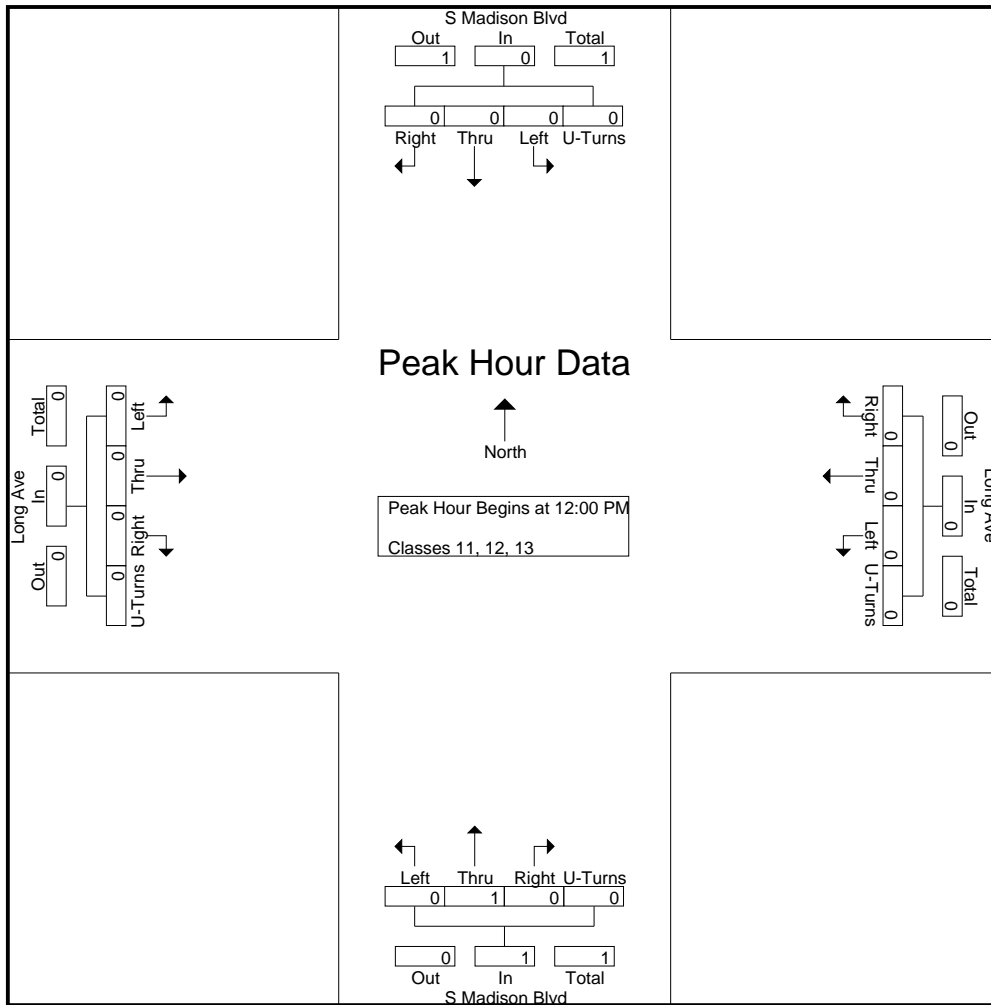 S Madison Blvd
Out In Total
1 0 1
0 0 0 0
Right Thru Left U-Turns
Peak Hour Data
North
Peak Hour Begins at 12:00 PM
Classes 11, 12, 13
Long Ave
Out In Total
0 0 0
0 0 0 0
U-Turns Right Thru Left
Long Ave
Out In Total
0 0 0
0 0 0 0
Right Thru Left U-Turns
Left Thru Right U-Turns
0 1 0 0
0 1 1
Out In Total
S Madison Blvd